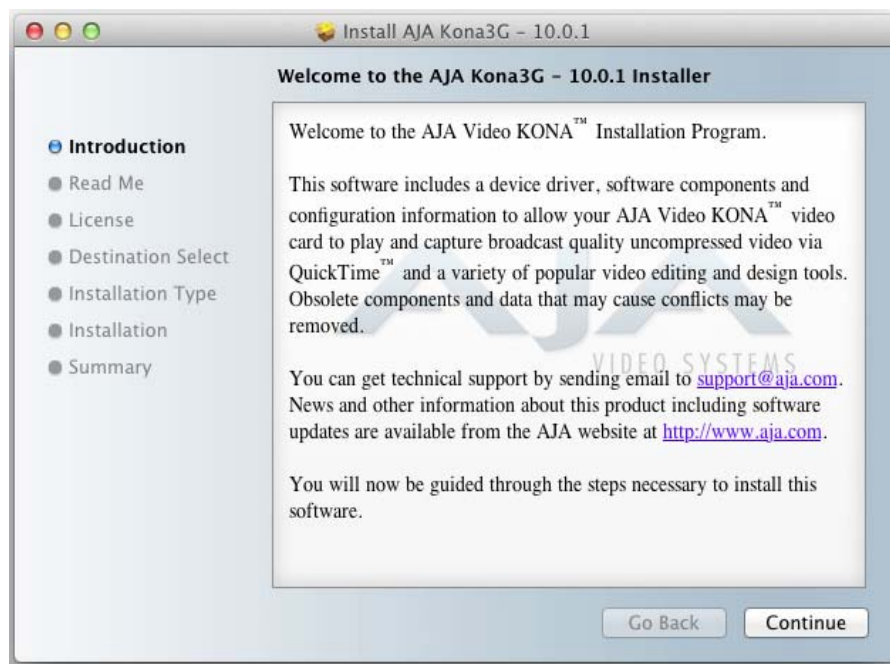 Install AJA Kona3G – 10.0.1
Welcome to the AJA Kona3G – 10.0.1 Installer
Introduction
Read Me
License
Destination Select
Installation Type
Installation
Summary
Welcome to the AJA Video KONA™ Installation Program.
This software includes a device driver, software components and
configuration information to allow your AJA Video KONA™ video
card to play and capture broadcast quality uncompressed video via
QuickTime™ and a variety of popular video editing and design tools.
Obsolete components and data that may cause conflicts may be
removed.
You can get technical support by sending email to support@aja.com.
News and other information about this product including software
updates are available from the AJA website at http://www.aja.com.
You will now be guided through the steps necessary to install this
software.
AJA
VIDEO SYSTEMS
Go Back
Continue